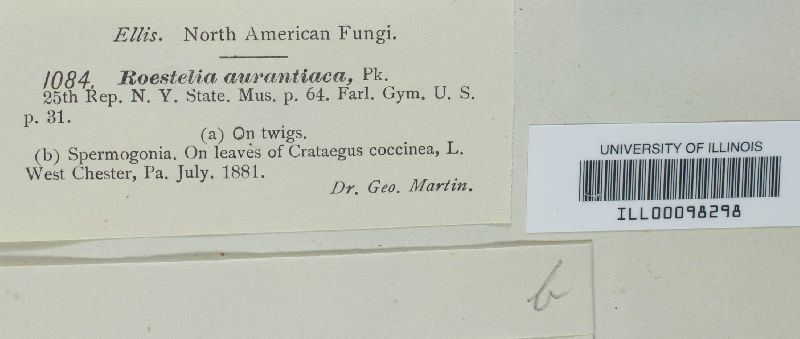 Ellis. North American Fungi.
1084. Roestelia aurantiaca, Pk.
25th Rep. N. Y. State. Mus. p. 64. Farl. Gym. U. S.
p. 31.
(a) On twigs.
(b) Spermogonia. On leaves of Crataegus coccinea, L.
West Chester, Pa. July. 1881.
Dr. Geo. Martin.
UNIVERSITY OF ILLINOIS
ILL00098298
b